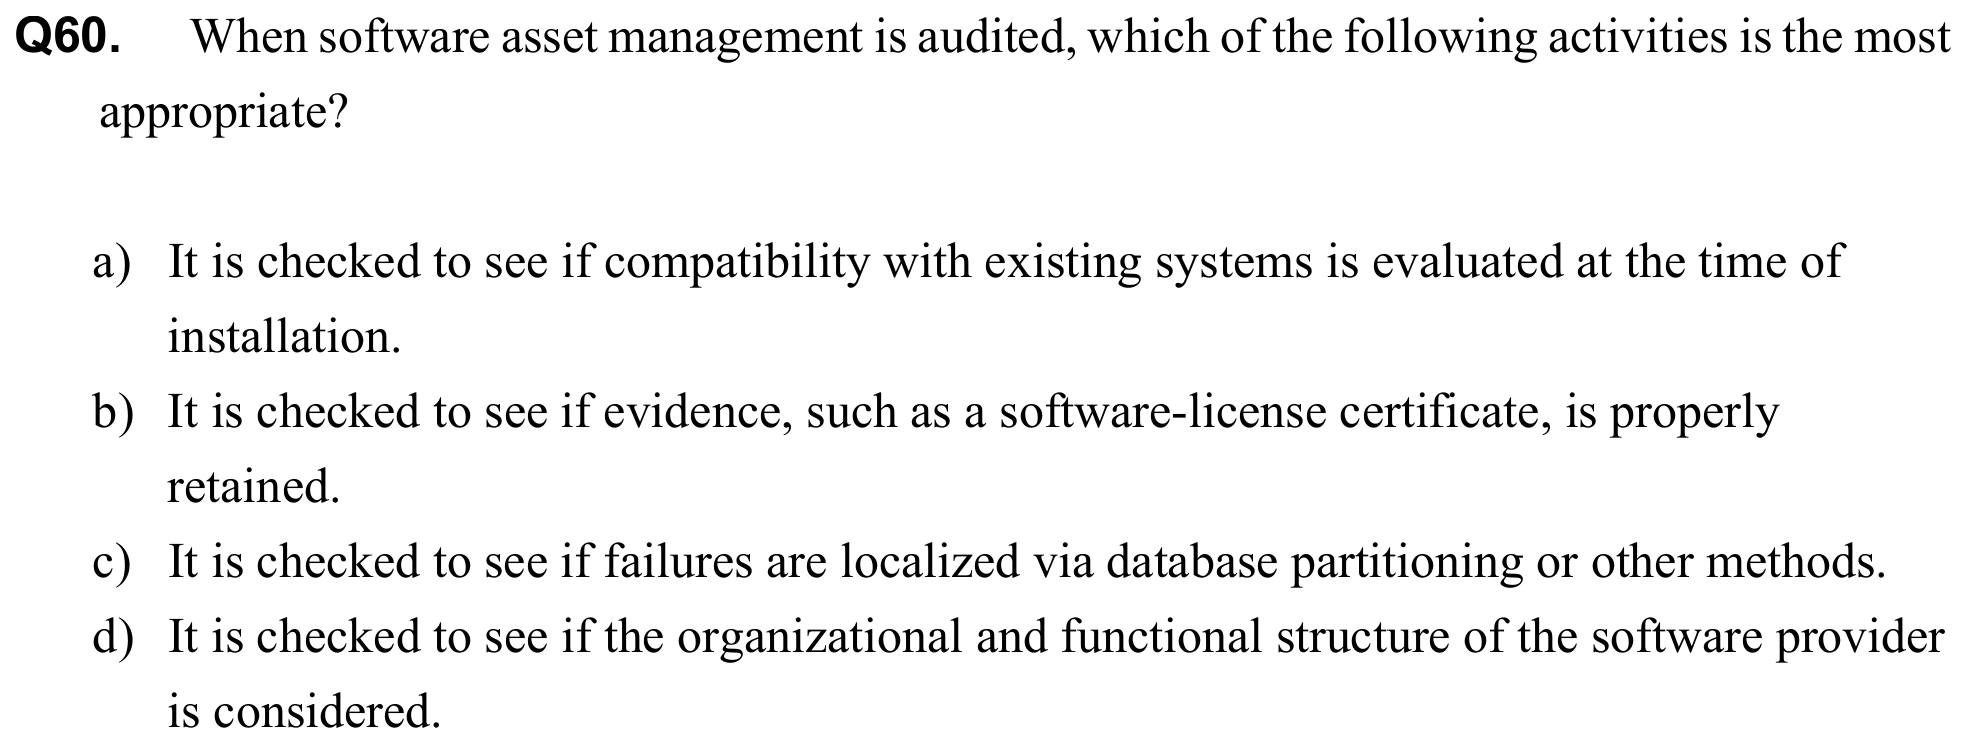 Q60. When software asset management is audited, which of the following activities is the most
appropriate?
a) It is checked to see if compatibility with existing systems is evaluated at the time of
installation.
b) It is checked to see if evidence, such as a software-license certificate, is properly
retained.
c) It is checked to see if failures are localized via database partitioning or other methods.
d) It is checked to see if the organizational and functional structure of the software provider
is considered.